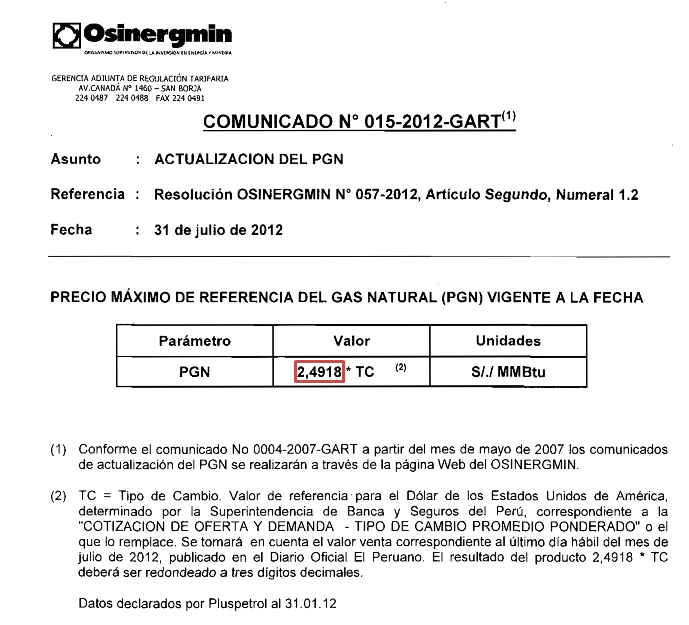 Osinergmin
ORGANISMO SUPERVISOR DE LA INVERSIÓN EN ENERGÍA Y MINERÍA
GERENCIA ADJUNTA DE REGULACIÓN TARIFARIA
AV.CANADÁ N° 1460 – SAN BORJA
224 0487 224 0488 FAX 224 0491
COMUNICADO N° 015-2012-GART(1)
Asunto : ACTUALIZACION DEL PGN
Referencia : Resolución OSINERGMIN N° 057-2012, Artículo Segundo, Numeral 1.2
Fecha : 31 de julio de 2012
PRECIO MÁXIMO DE REFERENCIA DEL GAS NATURAL (PGN) VIGENTE A LA FECHA
Parámetro Valor Unidades
PGN 2,4918 * TC (2) S/./ MMBtu
(1) Conforme el comunicado No 0004-2007-GART a partir del mes de mayo de 2007 los comunicados
de actualización del PGN se realizarán a través de la página Web del OSINERGMIN.
(2) TC = Tipo de Cambio. Valor de referencia para el Dólar de los Estados Unidos de América,
determinado por la Superintendencia de Banca y Seguros del Perú, correspondiente a la
"COTIZACION DE OFERTA Y DEMANDA - TIPO DE CAMBIO PROMEDIO PONDERADO" o el
que lo remplace. Se tomará en cuenta el valor venta correspondiente al último día hábil del mes de
julio de 2012, publicado en el Diario Oficial El Peruano. El resultado del producto 2,4918 * TC
deberá ser redondeado a tres dígitos decimales.
Datos declarados por Pluspetrol al 31.01.12